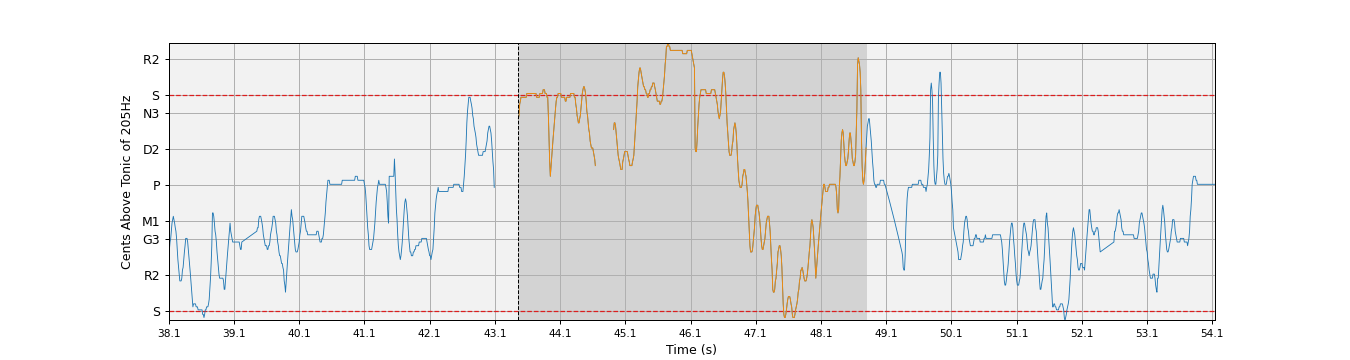 Cents Above Tonic of 205Hz
R2
S
N3
D2
P
M1
G3
R2
S
38.1 39.1 40.1 41.1 42.1 43.1 44.1 45.1 46.1 47.1 48.1 49.1 50.1 51.1 52.1 53.1 54.1
Time (s)